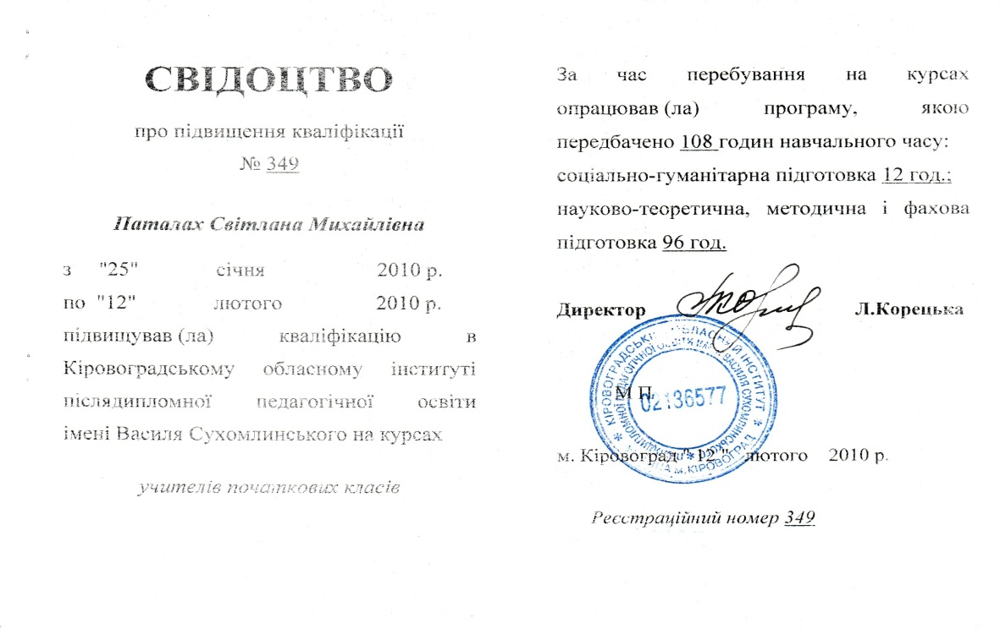 СВІДОЦТВО
про підвищення кваліфікації
№ 349
Паталах Світлана Михайлівна
з "25" січня 2010 р.
по "12" лютого 2010 р.
підвищував (ла) кваліфікацію в
Кіровоградському обласному інституті
післядипломної педагогічної освіти
імені Василя Сухомлинського на курсах
учителів початкових класів
За час перебування на курсах
опрацював (ла) програму, якою
передбачено 108 годин навчального часу:
соціально-гуманітарна підготовка 12 год.;
науково-теоретична, методична і фахова
підготовка 96 год.
Директор Л.Корецька
КІРОВОГРАДСЬКИЙ ОБЛАСНИЙ ІНСТИТУТ
ПІСЛЯДИПЛОМНОЇ ПЕДАГОГІЧНОЇ ОСВІТИ ІМЕНІ ВАСИЛЯ СУХОМЛИНСЬКОГО
М П
02136577
м. КІРОВОГРАД
м. Кіровоград "12" лютого 2010 р.
Реєстраційний номер 349